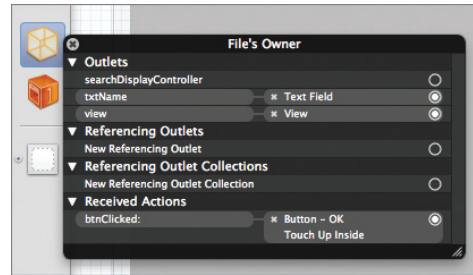 File's Owner
Outlets
searchDisplayController
txtName Text Field
view View
Referencing Outlets
New Referencing Outlet
Referencing Outlet Collections
New Referencing Outlet Collection
Received Actions
btnClicked: Button – OK
Touch Up Inside